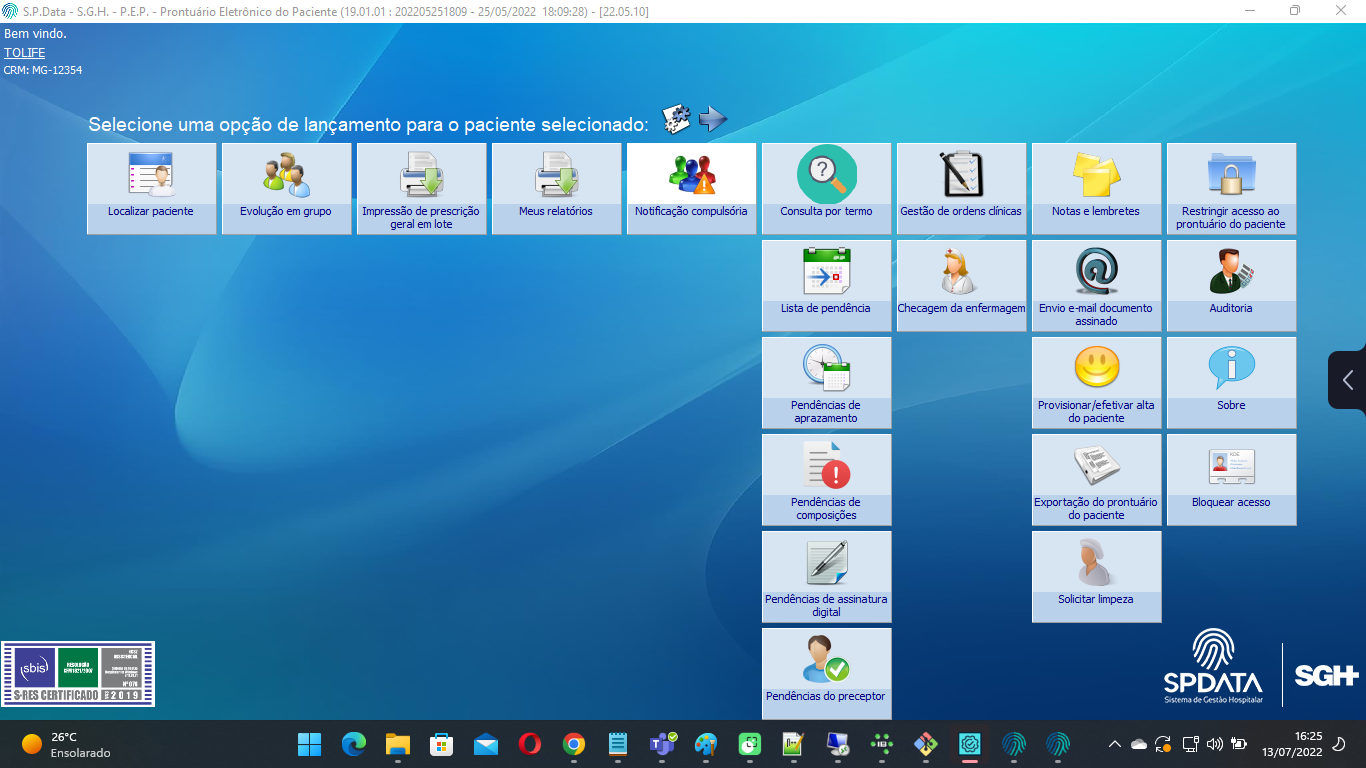 S.P.Data - S.G.H. - P.E.P. - Prontuário Eletrônico do Paciente (19.01.01 : 202205251809 - 25/05/2022 18:09:28) - [22.05.10]
Bem vindo.
TOLIFE
CRM: MG-12354
Selecione uma opção de lançamento para o paciente selecionado:
Localizar paciente
Evolução em grupo
Impressão de prescrição
geral em lote
Meus relatórios
Notificação compulsória
Consulta por termo
Gestão de ordens clínicas
Notas e lembretes
Restringir acesso ao
prontuário do paciente
Lista de pendência
Checagem da enfermagem
Envio e-mail documento
assinado
Auditoria
Pendências de
aprazamento
Provisionar/efetivar alta
do paciente
Sobre
Pendências de
composições
Exportação do prontuário
do paciente
Bloquear acesso
Pendências de assinatura
digital
Solicitar limpeza
Pendências do preceptor
sbis
S-RES CERTIFICADO
2019
SPDATA
Sistema de Gestão Hospitalar
SGH
26°C
Ensolarado
16:25
13/07/2022